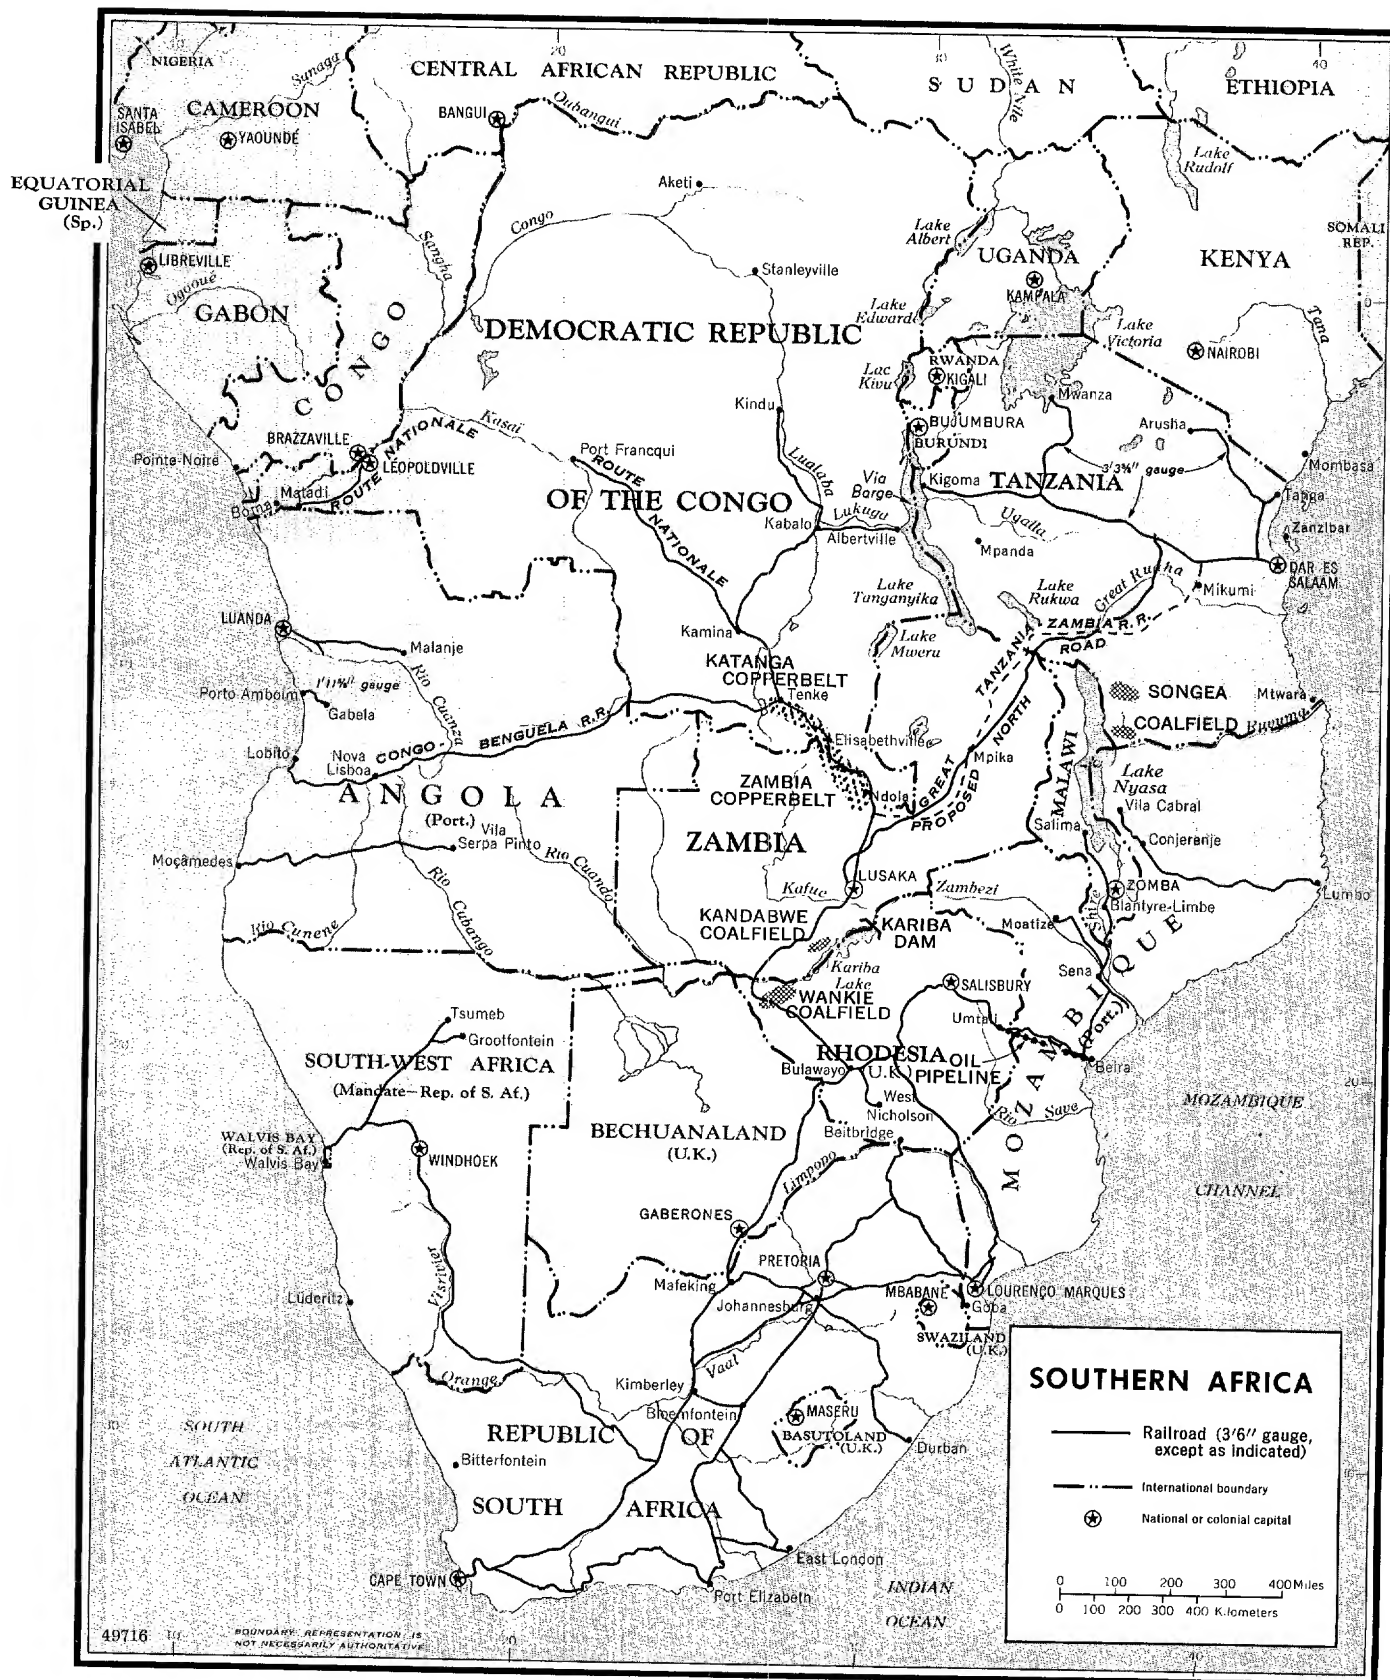 10
20
30
40
NIGERIA
Sanaga
CENTRAL AFRICAN REPUBLIC
SUDAN
White Nile
ETHIOPIA
CAMEROON
SANTA
ISABEL
YAOUNDÉ
BANGUI
Oubangui
Lake
Rudolf
EQUATORIAL
GUINEA
(Sp.)
Aketi
Congo
Sangha
Lake
Albert
UGANDA
KAMPALA
KENYA
SOMALI
REP.
LIBREVILLE
Ogooué
GABON
CONGO
Stanleyville
DEMOCRATIC REPUBLIC
Lake
Edward
Lake
Victoria
Tana
0
NAIROBI
RWANDA
KIGALI
Lac
Kivu
Mwanza
Kindu
BUJUMBURA
BURUNDI
Arusha
Kasai
BRAZZAVILLE
LÉOPOLDVILLE
ROUTE NATIONALE
Pointe-Noire
Matadi
Boma
Port Francqui
ROUTE NATIONALE
OF THE CONGO
Lualaba
Via
Barge
Kigoma
TANZANIA
3'3⅜" gauge
Mombasa
Tanga
Zanzibar
Kabalo
Lukuga
Albertville
Ugalla
Mpanda
DAR ES
SALAAM
Lake
Tanganyika
Lake
Rukwa
Great Ruaha
Mikumi
LUANDA
Malanje
Kamina
Lake
Mweru
TANZANIA ZAMBIA R.R.
ROAD
KATANGA
COPPERBELT
Tenke
Rio Cuanza
Porto Amboim
1'11⅝" gauge
Gabela
SONGEA
COALFIELD
Mtwara
Ruvuma
Lobito
Nova
Lisboa
CONGO - BENGUELA R.R.
Elisabethville
GREAT NORTH
PROPOSED
Mpika
MALAWI
Lake
Nyasa
ANGOLA
(Port.)
ZAMBIA
COPPERBELT
Ndola
Vila Cabral
Salima
Conjeranje
Moçâmedes
Vila
Serpa Pinto
Rio Cuando
ZAMBIA
LUSAKA
Kafue
Zambezi
ZOMBA
Blantyre-Limbe
Shire
Lumbo
Rio Cubango
Rio Cunene
KANDABWE
COALFIELD
KARIBA
DAM
Moatize
Kariba
Lake
Sena
SALISBURY
WANKIE
COALFIELD
Umtali
MOZAMBIQUE
(Port.)
Tsumeb
Grootfontein
SOUTH-WEST AFRICA
(Mandate—Rep. of S. Af.)
RHODESIA
(U.K.)
OIL
PIPELINE
Bulawayo
Beira
20
West
Nicholson
Rio Save
MOZAMBIQUE
CHANNEL
WALVIS BAY
(Rep. of S. Af.)
Walvis Bay
WINDHOEK
BECHUANALAND
(U.K.)
Beitbridge
Limpopo
GABERONES
PRETORIA
Visrivier
Mafeking
Johannesburg
MBABANE
LOURENÇO MARQUES
Goba
SWAZILAND
(U.K.)
Lüderitz
Orange
Vaal
Kimberley
Bloemfontein
MASERU
BASUTOLAND
(U.K.)
Durban
REPUBLIC OF
SOUTH AFRICA
Bitterfontein
SOUTH
ATLANTIC
OCEAN
CAPE TOWN
East London
Port Elizabeth
INDIAN
OCEAN
SOUTHERN AFRICA
Railroad (3'6" gauge,
except as indicated)
International boundary
National or colonial capital
0 100 200 300 400 Miles
0 100 200 300 400 Kilometers
49716
10
BOUNDARY REPRESENTATION IS
NOT NECESSARILY AUTHORITATIVE
40